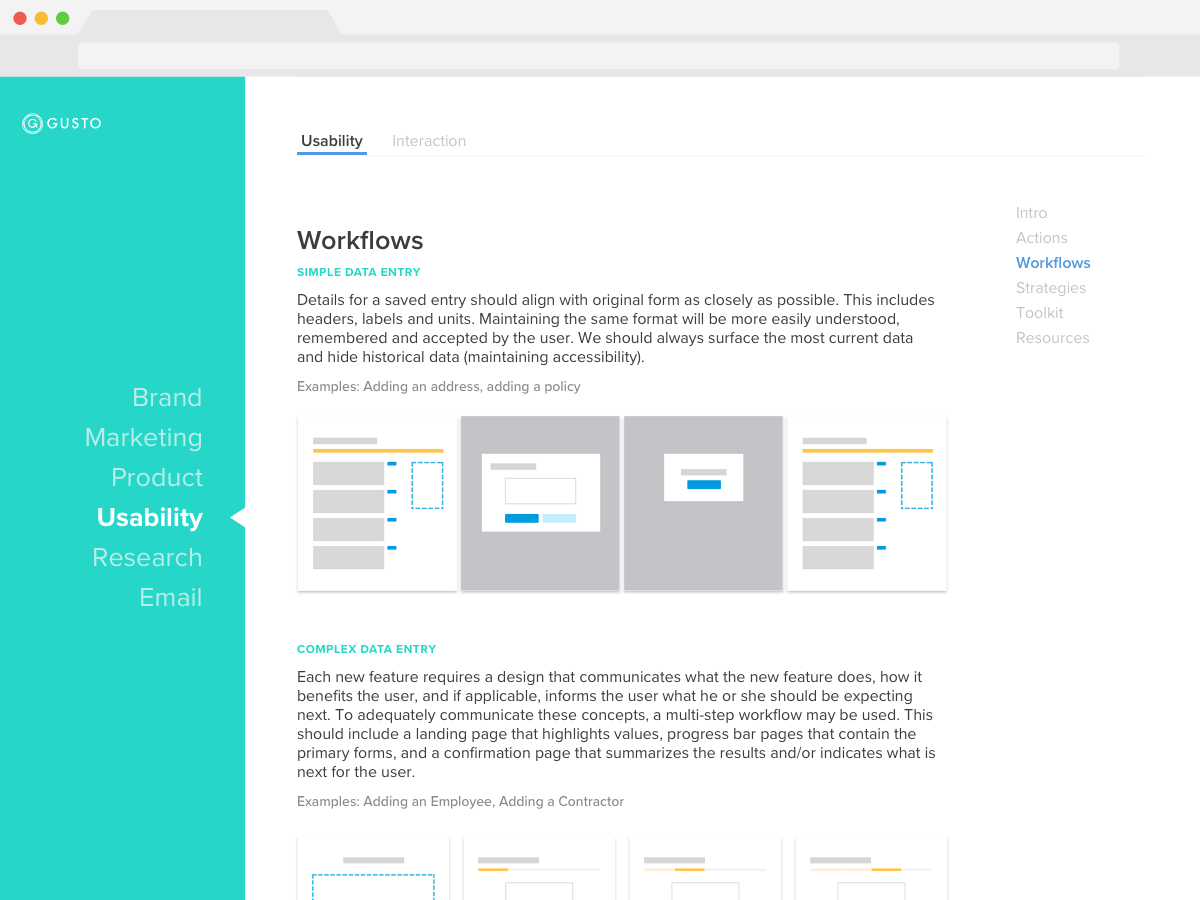 GUSTO
Usability
Interaction
Brand
Marketing
Product
Usability
Research
Email
Workflows
SIMPLE DATA ENTRY
Details for a saved entry should align with original form as closely as possible. This includes
headers, labels and units. Maintaining the same format will be more easily understood,
remembered and accepted by the user. We should always surface the most current data
and hide historical data (maintaining accessibility).
Examples: Adding an address, adding a policy
COMPLEX DATA ENTRY
Each new feature requires a design that communicates what the new feature does, how it
benefits the user, and if applicable, informs the user what he or she should be expecting
next. To adequately communicate these concepts, a multi-step workflow may be used. This
should include a landing page that highlights values, progress bar pages that contain the
primary forms, and a confirmation page that summarizes the results and/or indicates what is
next for the user.
Examples: Adding an Employee, Adding a Contractor
Intro
Actions
Workflows
Strategies
Toolkit
Resources